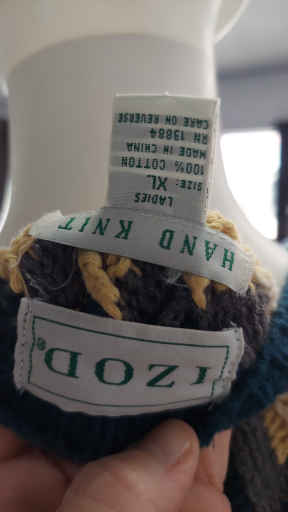 IZOD®
HAND KNIT
LADIES
SIZE: XL
100% COTTON
MADE IN CHINA
RN 13884
CARE ON REVERSE